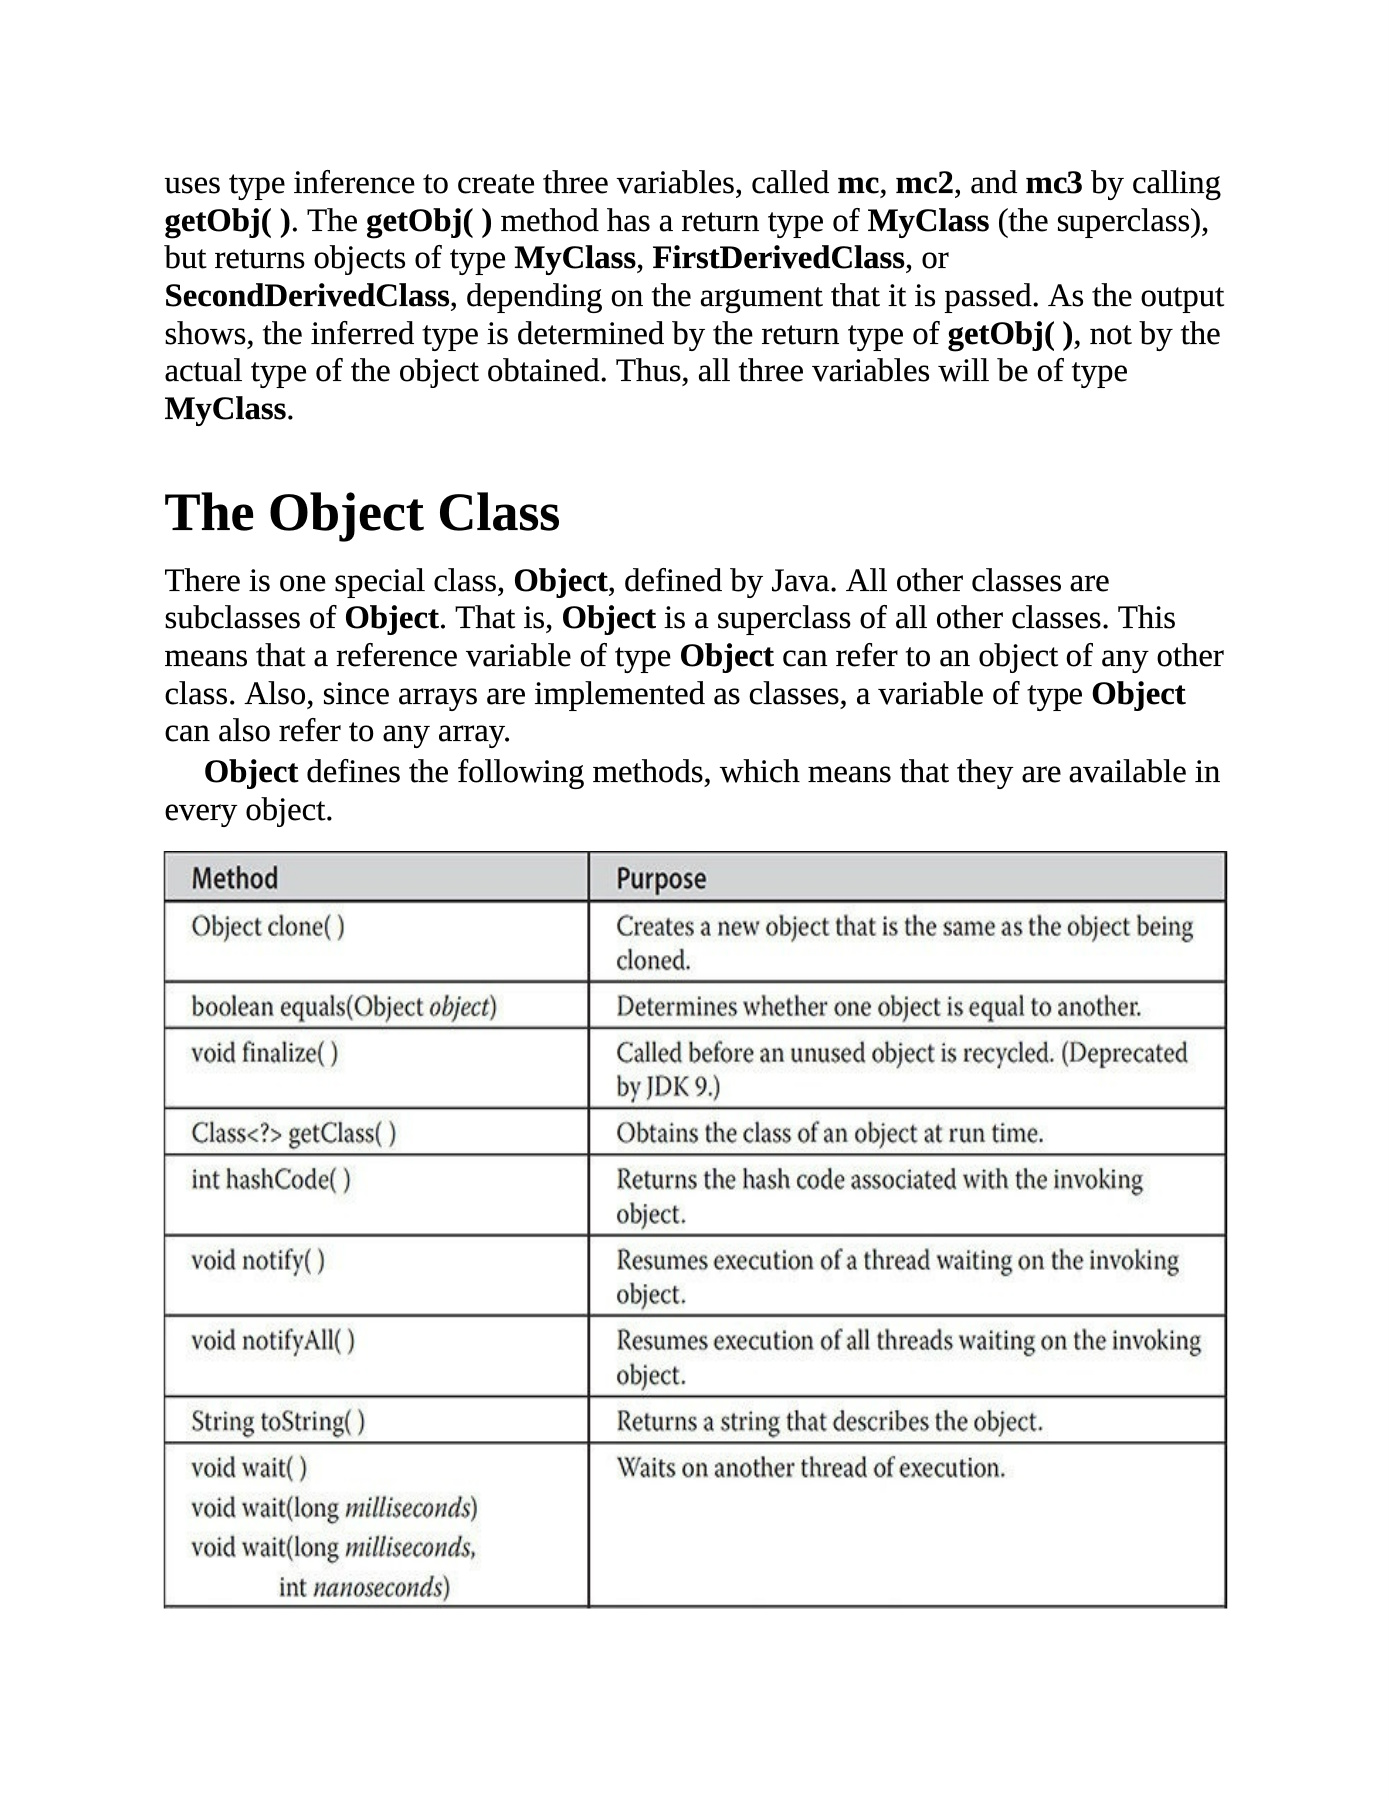 uses type inference to create three variables, called mc, mc2, and mc3 by calling
getObj( ). The getObj( ) method has a return type of MyClass (the superclass),
but returns objects of type MyClass, FirstDerivedClass, or
SecondDerivedClass, depending on the argument that it is passed. As the output
shows, the inferred type is determined by the return type of getObj( ), not by the
actual type of the object obtained. Thus, all three variables will be of type
MyClass.
The Object Class
There is one special class, Object, defined by Java. All other classes are
subclasses of Object. That is, Object is a superclass of all other classes. This
means that a reference variable of type Object can refer to an object of any other
class. Also, since arrays are implemented as classes, a variable of type Object
can also refer to any array.
Object defines the following methods, which means that they are available in
every object.
Method Purpose
Object clone( ) Creates a new object that is the same as the object being
cloned.
boolean equals(Object object) Determines whether one object is equal to another.
void finalize( ) Called before an unused object is recycled. (Deprecated
by JDK 9.)
Class<?> getClass( ) Obtains the class of an object at run time.
int hashCode( ) Returns the hash code associated with the invoking
object.
void notify( ) Resumes execution of a thread waiting on the invoking
object.
void notifyAll( ) Resumes execution of all threads waiting on the invoking
object.
String toString( ) Returns a string that describes the object.
void wait( ) Waits on another thread of execution.
void wait(long milliseconds)
void wait(long milliseconds,
int nanoseconds)